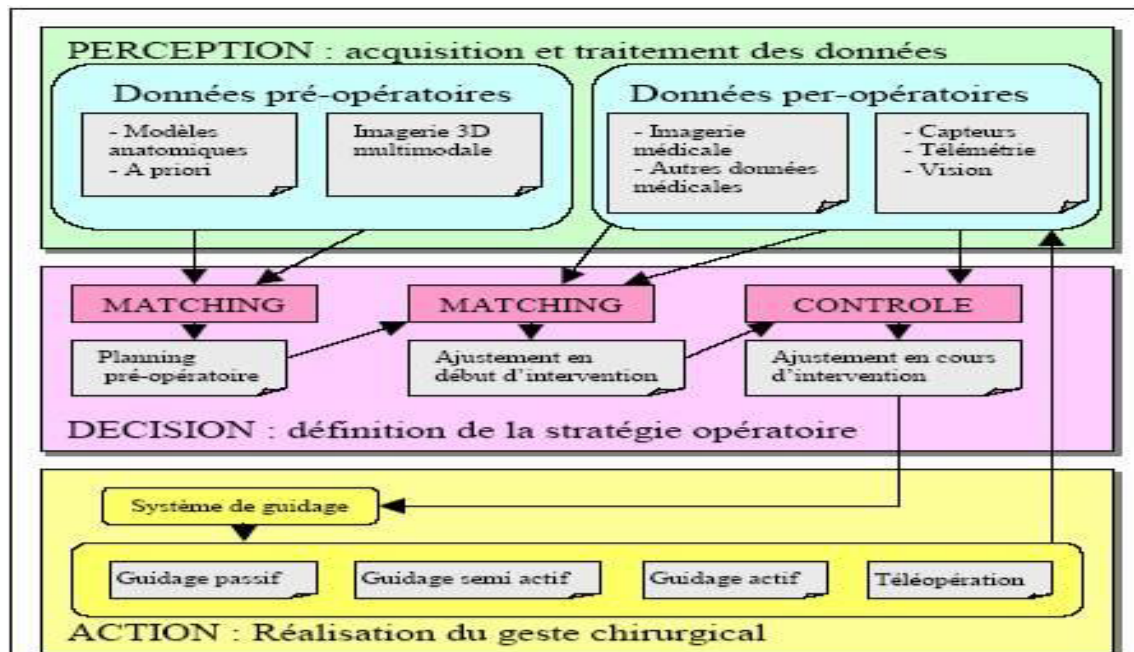 PERCEPTION : acquisition et traitement des données
Données pré-opératoires
- Modèles
anatomiques
- A priori
Imagerie 3D
multimodale
Données per-opératoires
- Imagerie
médicale
- Autres données
médicales
- Capteurs
- Télémétrie
- Vision
MATCHING
MATCHING
CONTROLE
Planning
pré-opératoire
Ajustement en
début d'intervention
Ajustement en cours
d'intervention
DECISION : définition de la stratégie opératoire
Système de guidage
Guidage passif
Guidage semi actif
Guidage actif
Téléopération
ACTION : Réalisation du geste chirurgical